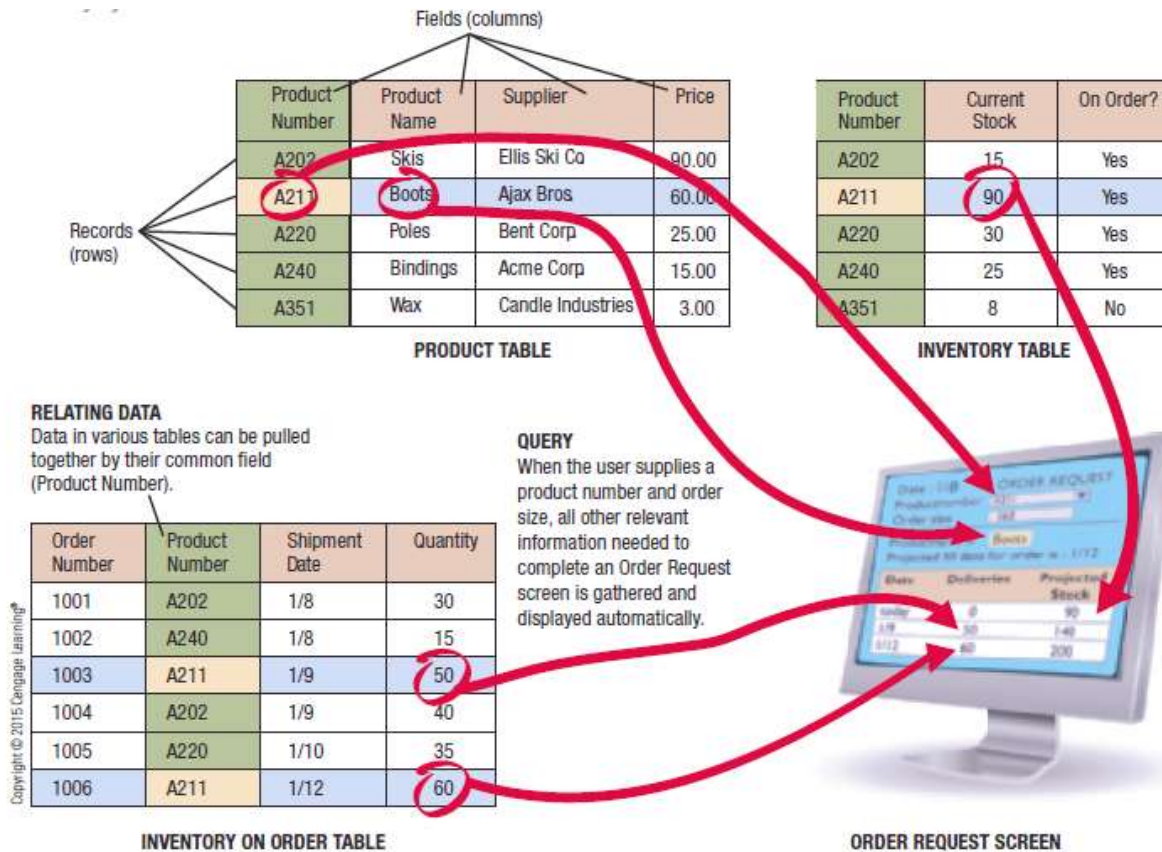 Fields (columns)
Product Number Product Name Supplier Price
A202 Skis Ellis Ski Co 90.00
A211 Boots Ajax Bros. 60.00
A220 Poles Bent Corp. 25.00
A240 Bindings Acme Corp. 15.00
A351 Wax Candle Industries 3.00
Records
(rows)
PRODUCT TABLE
Product Number Current Stock On Order?
A202 15 Yes
A211 90 Yes
A220 30 Yes
A240 25 Yes
A351 8 No
INVENTORY TABLE
RELATING DATA
Data in various tables can be pulled
together by their common field
(Product Number).
Order Number Product Number Shipment Date Quantity
1001 A202 1/8 30
1002 A240 1/8 15
1003 A211 1/9 50
1004 A202 1/9 40
1005 A220 1/10 35
1006 A211 1/12 60
INVENTORY ON ORDER TABLE
Copyright © 2015 Cengage Learning®
QUERY
When the user supplies a
product number and order
size, all other relevant
information needed to
complete an Order Request
screen is gathered and
displayed automatically.
ORDER REQUEST
Boots
Date Deliveries Projected Stock
today 0 90
1/9 50 140
1/12 60 200
ORDER REQUEST SCREEN